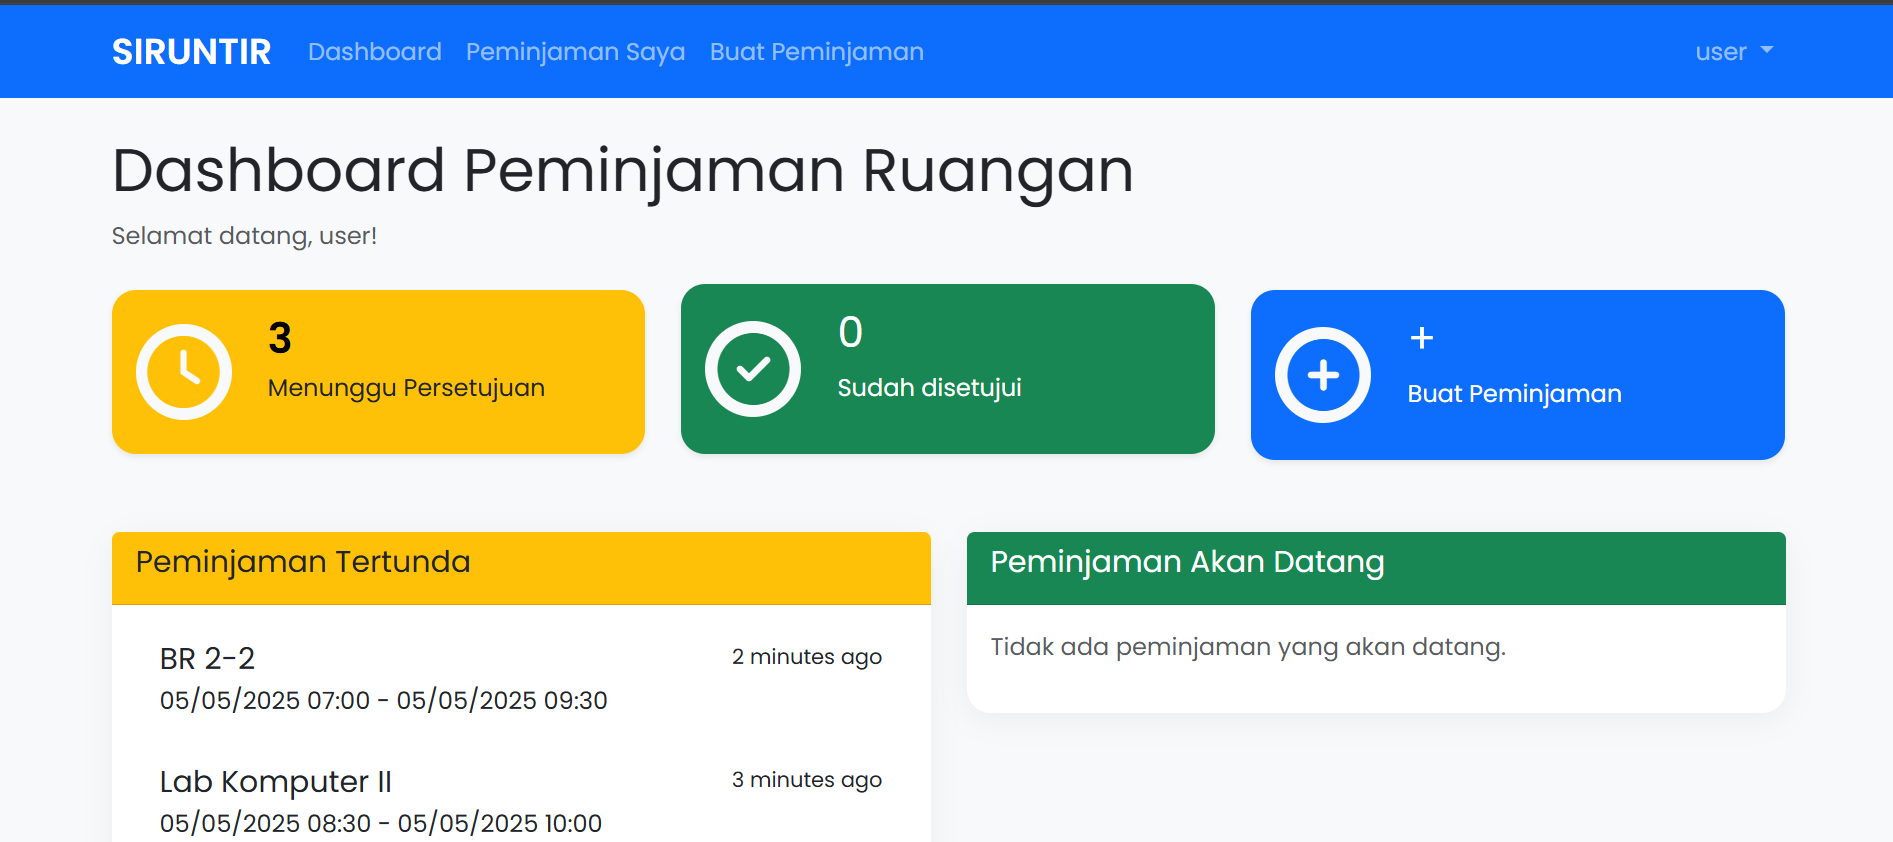 SIRUNTIR Dashboard Peminjaman Saya Buat Peminjaman user
Dashboard Peminjaman Ruangan
Selamat datang, user!
3
Menunggu Persetujuan
0
Sudah disetujui
+
Buat Peminjaman
Peminjaman Tertunda
BR 2-2 2 minutes ago
05/05/2025 07:00 - 05/05/2025 09:30
Lab Komputer II 3 minutes ago
05/05/2025 08:30 - 05/05/2025 10:00
Peminjaman Akan Datang
Tidak ada peminjaman yang akan datang.